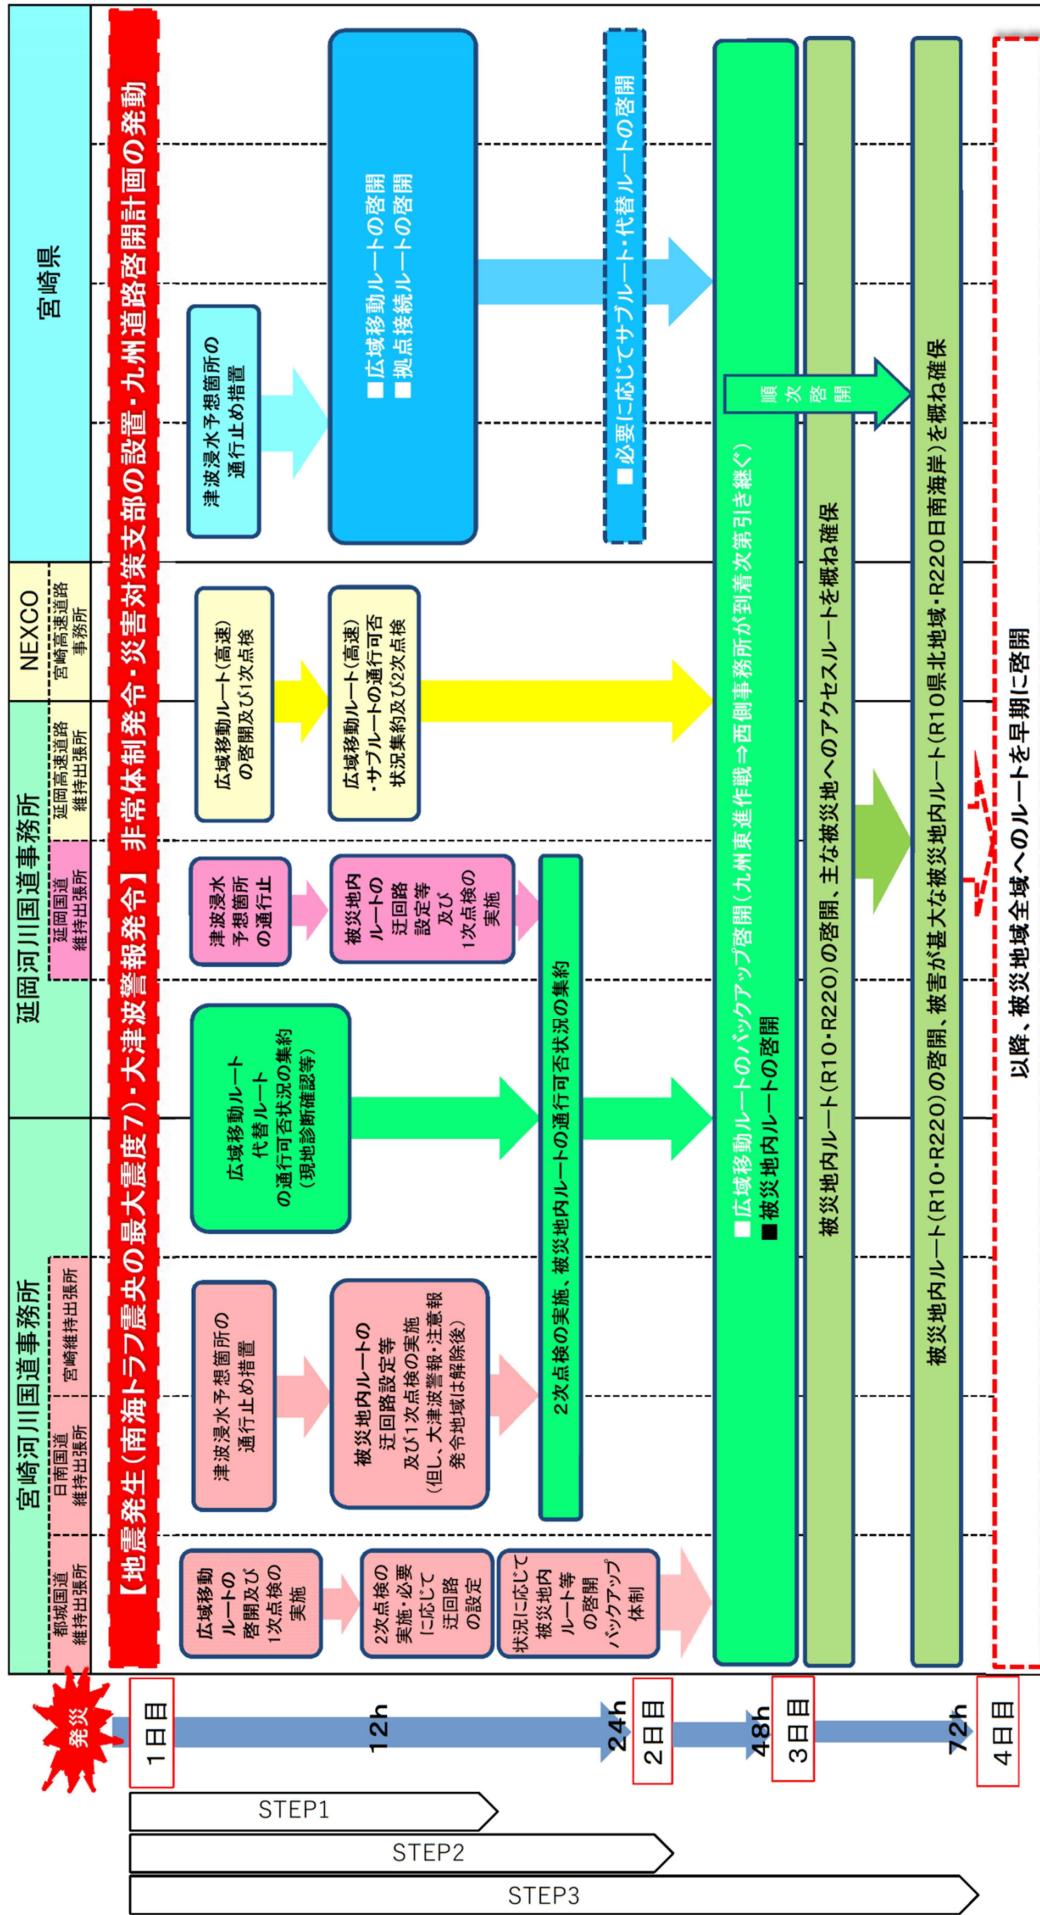 発災
宮崎河川国道事務所
延岡河川国道事務所
NEXCO
宮崎県
都城国道
維持出張所
日南国道
維持出張所
宮崎維持出張所
延岡国道
維持出張所
延岡高速道路
維持出張所
宮崎高速道路
事務所
【地震発生(南海トラフ震央の最大震度7)・大津波警報発令】 非常体制発令・災害対策支部の設置・九州道路啓開計画の発動
1日目
12h
24h
2日目
48h
3日目
72h
4日目
STEP1
STEP2
STEP3
広域移動
ルートの
啓開及び
1次点検の
実施
2次点検の
実施・必要
に応じて
迂回路
の設定
状況に応じて
被災地内
ルート等
の啓開
バックアップ
体制
津波浸水予想箇所の
通行止め措置
被災地内ルートの
迂回路設定等
及び1次点検の実施
(但し、大津波警報・注意報
発令地域は解除後)
広域移動ルート
代替ルート
の通行可否状況の集約
(現地診断確認等)
津波浸水
予想箇所
の通行止
被災地内
ルートの
迂回路
設定等
及び
1次点検の
実施
2次点検の実施、被災地内ルートの通行可否状況の集約
広域移動ルート(高速)
の啓開及び1次点検
広域移動ルート(高速)
・サブルートの通行可否
状況集約及び2次点検
津波浸水予想箇所の
通行止め措置
■広域移動ルートの啓開
■拠点接続ルートの啓開
■必要に応じてサブルート・代替ルートの啓開
■広域移動ルートのバックアップ啓開(九州東進作戦⇒西側事務所が到着次第引き継ぐ)
■被災地内ルートの啓開
順次啓開
被災地内ルート(R10・R220)の啓開、主な被災地へのアクセスルートを概ね確保
被災地内ルート(R10・R220)の啓開、被害が甚大な被災地内ルート(R10県北地域・R220日南海岸)を概ね確保
以降、被災地域全域へのルートを早期に啓開